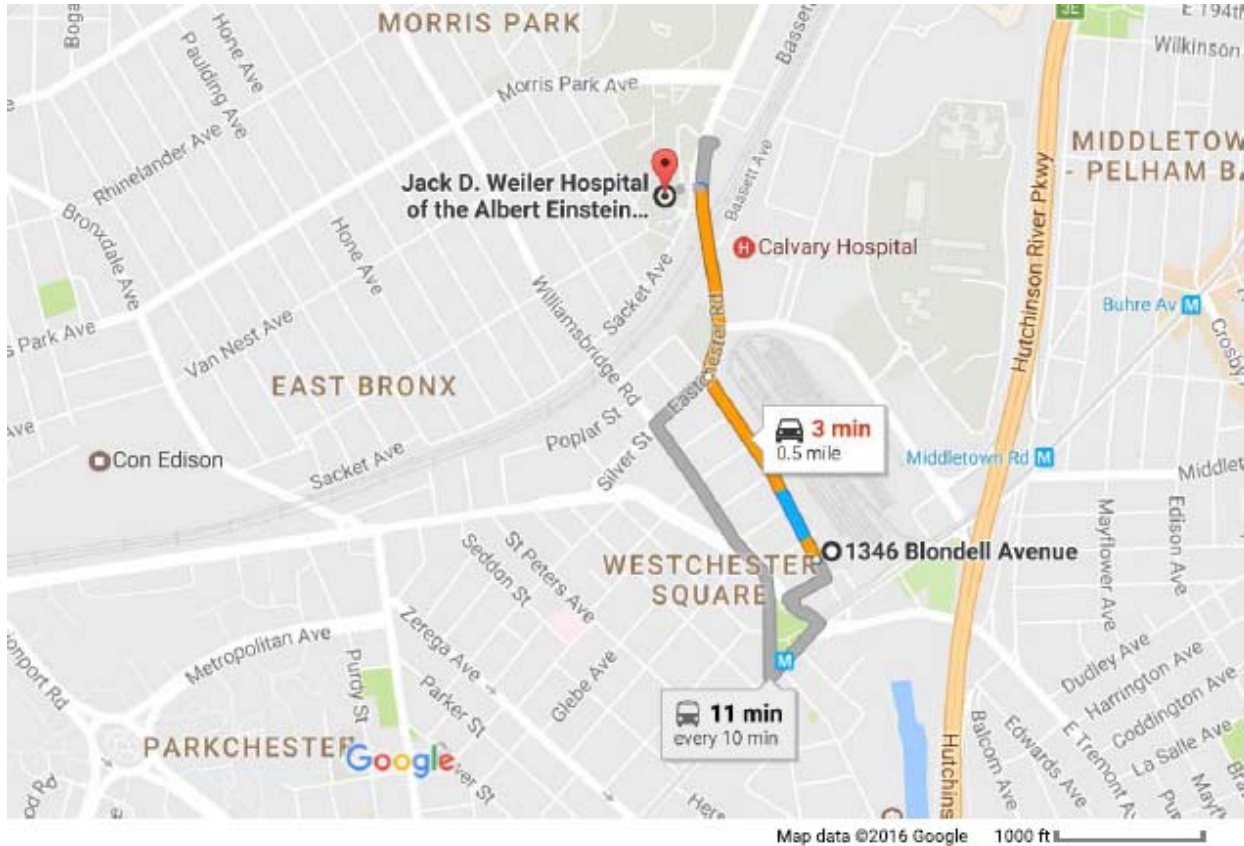 MORRIS PARK
Hone Ave
Paulding Ave
Rhinelander Ave
Bronxdale Ave
Morris Park Ave
Bassett
Bassett Ave
E 194th
Wilkinson
Hutchinson River Pkwy
Jack D. Weiler Hospital
of the Albert Einstein...
H Calvary Hospital
Hone Ave
Park Ave
Van Nest Ave
Williamsbridge Rd
Sacket Ave
Eastchester Rd
Buhre Av M
Crosby
EAST BRONX
Poplar St
Silver St
3 min
0.5 mile
Middletown Rd M
Con Edison
Sacket Ave
Mayflower Ave
Edison Ave
1346 Blondell Avenue
WESTCHESTER
SQUARE
Seddon St
St Peters Ave
Metropolitan Ave
Purdy St
Zerega Ave
Parker St
Glebe Ave
M
11 min
every 10 min
Dudley Ave
Harrington Ave
Coddington Ave
La Salle Ave
Balcom Ave
Edwards Ave
E Tremont
PARKCHESTER
Google
Map data ©2016 Google 1000 ft